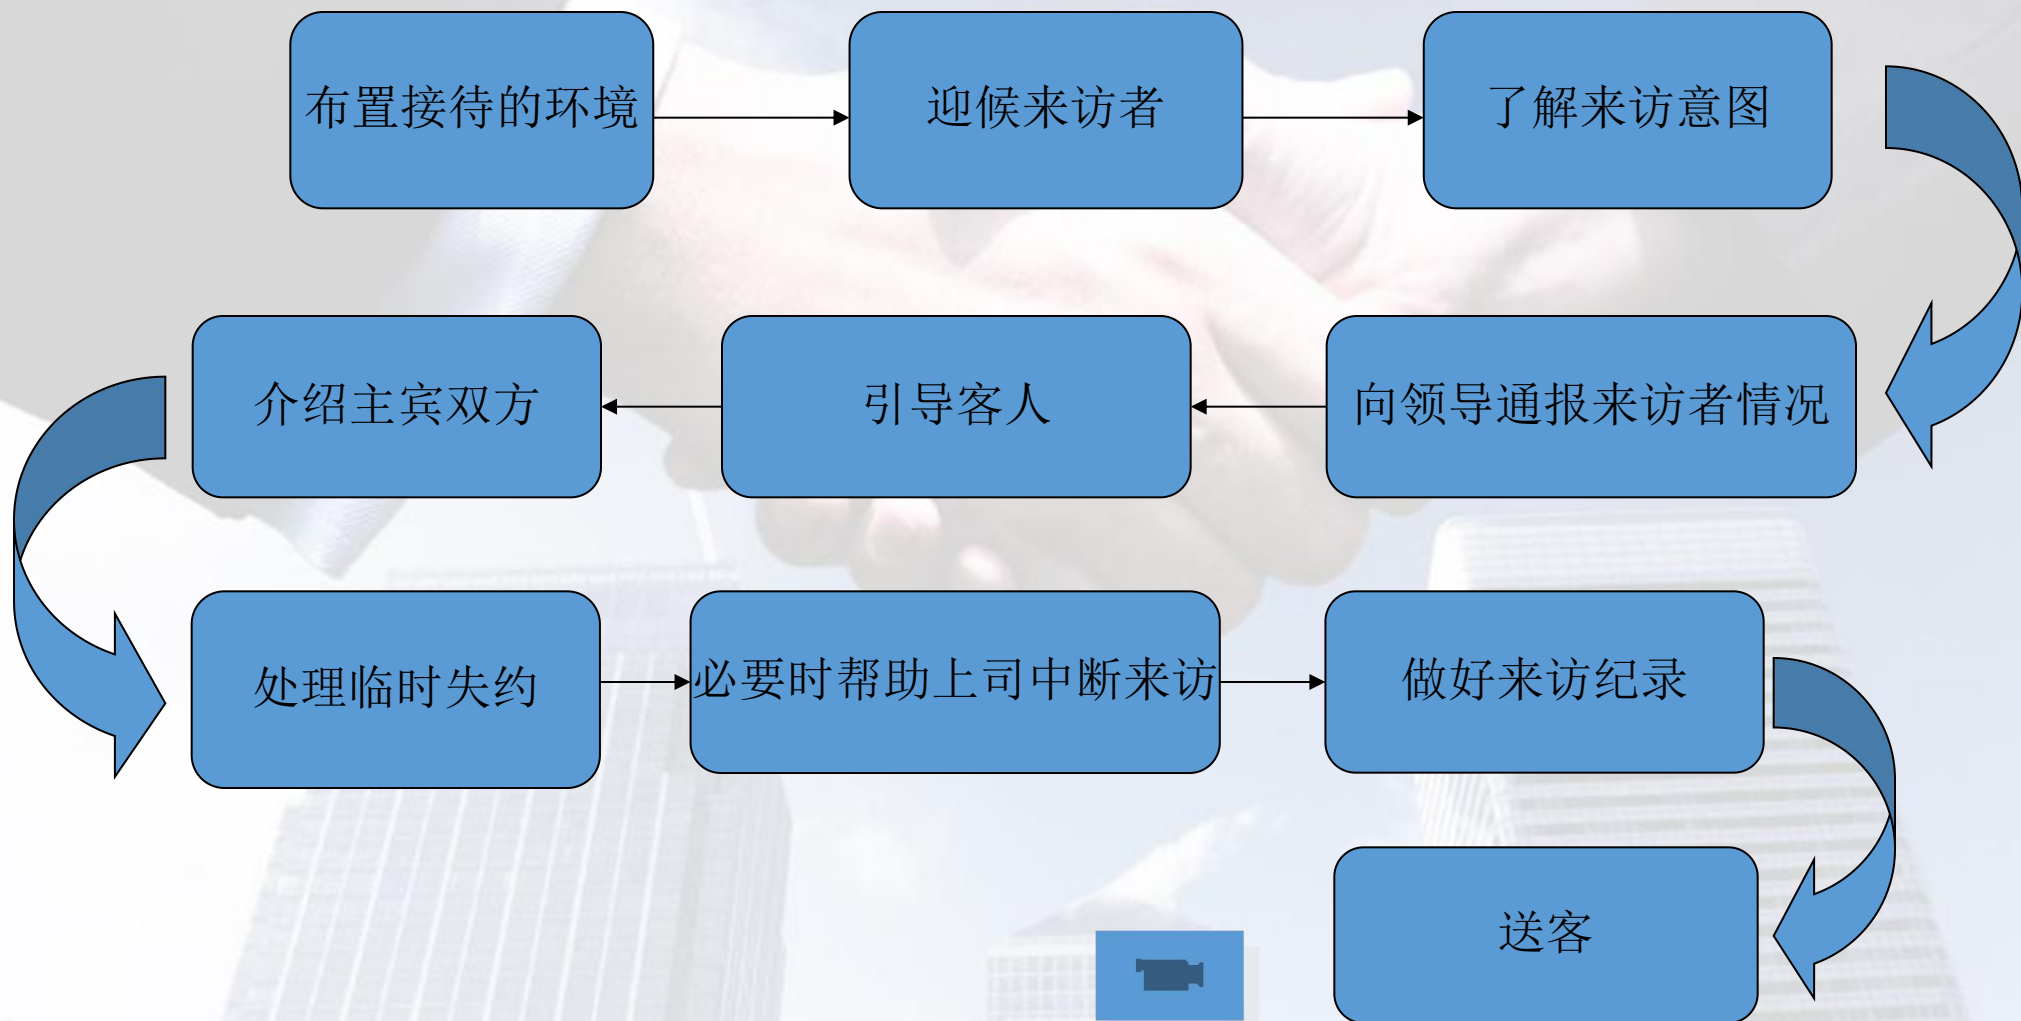 布置接待的环境
迎候来访者
了解来访意图
向领导通报来访者情况
引导客人
介绍主宾双方
处理临时失约
必要时帮助上司中断来访
做好来访纪录
送客